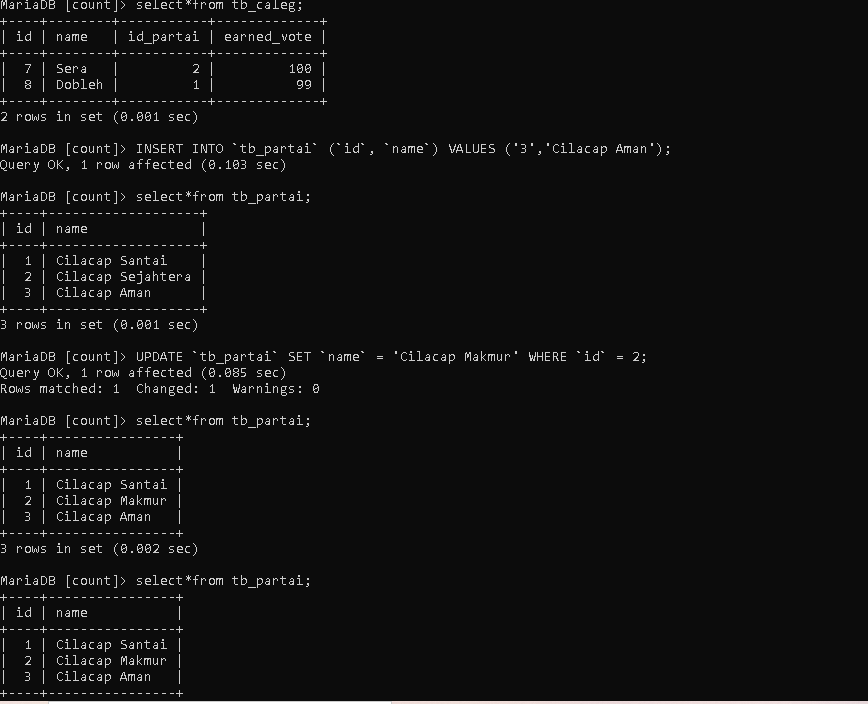 MariaDB [count]> select*from tb_caleg;
+----+--------+-----------+-------------+
| id | name   | id_partai | earned_vote |
+----+--------+-----------+-------------+
|  7 | Sera   |         2 |         100 |
|  8 | Dobleh |         1 |          99 |
+----+--------+-----------+-------------+
2 rows in set (0.001 sec)
MariaDB [count]> INSERT INTO `tb_partai` (`id`, `name`) VALUES ('3','Cilacap Aman');
Query OK, 1 row affected (0.103 sec)
MariaDB [count]> select*from tb_partai;
+----+-------------------+
| id | name              |
+----+-------------------+
|  1 | Cilacap Santai    |
|  2 | Cilacap Sejahtera |
|  3 | Cilacap Aman      |
+----+-------------------+
3 rows in set (0.001 sec)
MariaDB [count]> UPDATE `tb_partai` SET `name` = 'Cilacap Makmur' WHERE `id` = 2;
Query OK, 1 row affected (0.085 sec)
Rows matched: 1  Changed: 1  Warnings: 0
MariaDB [count]> select*from tb_partai;
+----+----------------+
| id | name           |
+----+----------------+
|  1 | Cilacap Santai |
|  2 | Cilacap Makmur |
|  3 | Cilacap Aman   |
+----+----------------+
3 rows in set (0.002 sec)
MariaDB [count]> select*from tb_partai;
+----+----------------+
| id | name           |
+----+----------------+
|  1 | Cilacap Santai |
|  2 | Cilacap Makmur |
|  3 | Cilacap Aman   |
+----+----------------+